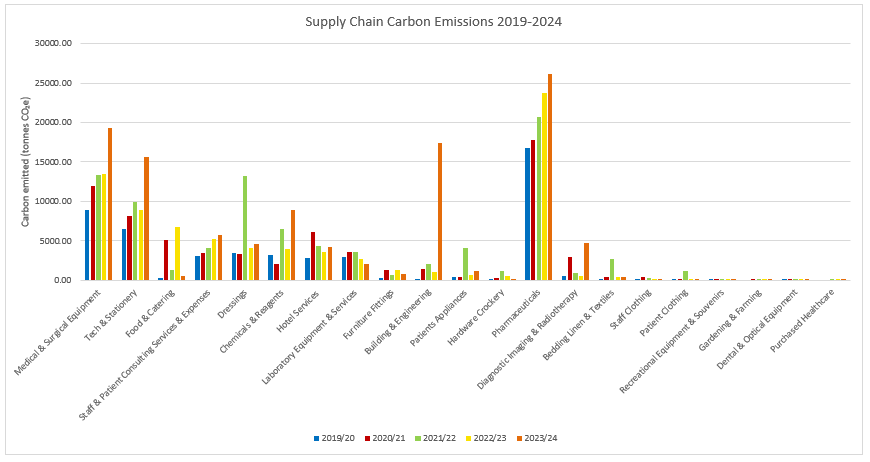 Supply Chain Carbon Emissions 2019-2024
30000.00
25000.00
20000.00
15000.00
10000.00
5000.00
0.00
Carbon emitted (tonnes CO₂e)
Medical & Surgical Equipment
Tech & Stationery
Food & Catering
Staff & Patient Consulting Services & Expenses
Dressings
Chemicals & Reagents
Hotel Services
Laboratory Equipment & Services
Furniture Fittings
Building & Engineering
Patients Appliances
Hardware Crockery
Pharmaceuticals
Diagnostic Imaging & Radiotherapy
Bedding Linen & Textiles
Staff Clothing
Patient Clothing
Recreational Equipment & Souvenirs
Gardening & Farming
Dental & Optical Equipment
Purchased Healthcare
2019/20 2020/21 2021/22 2022/23 2023/24